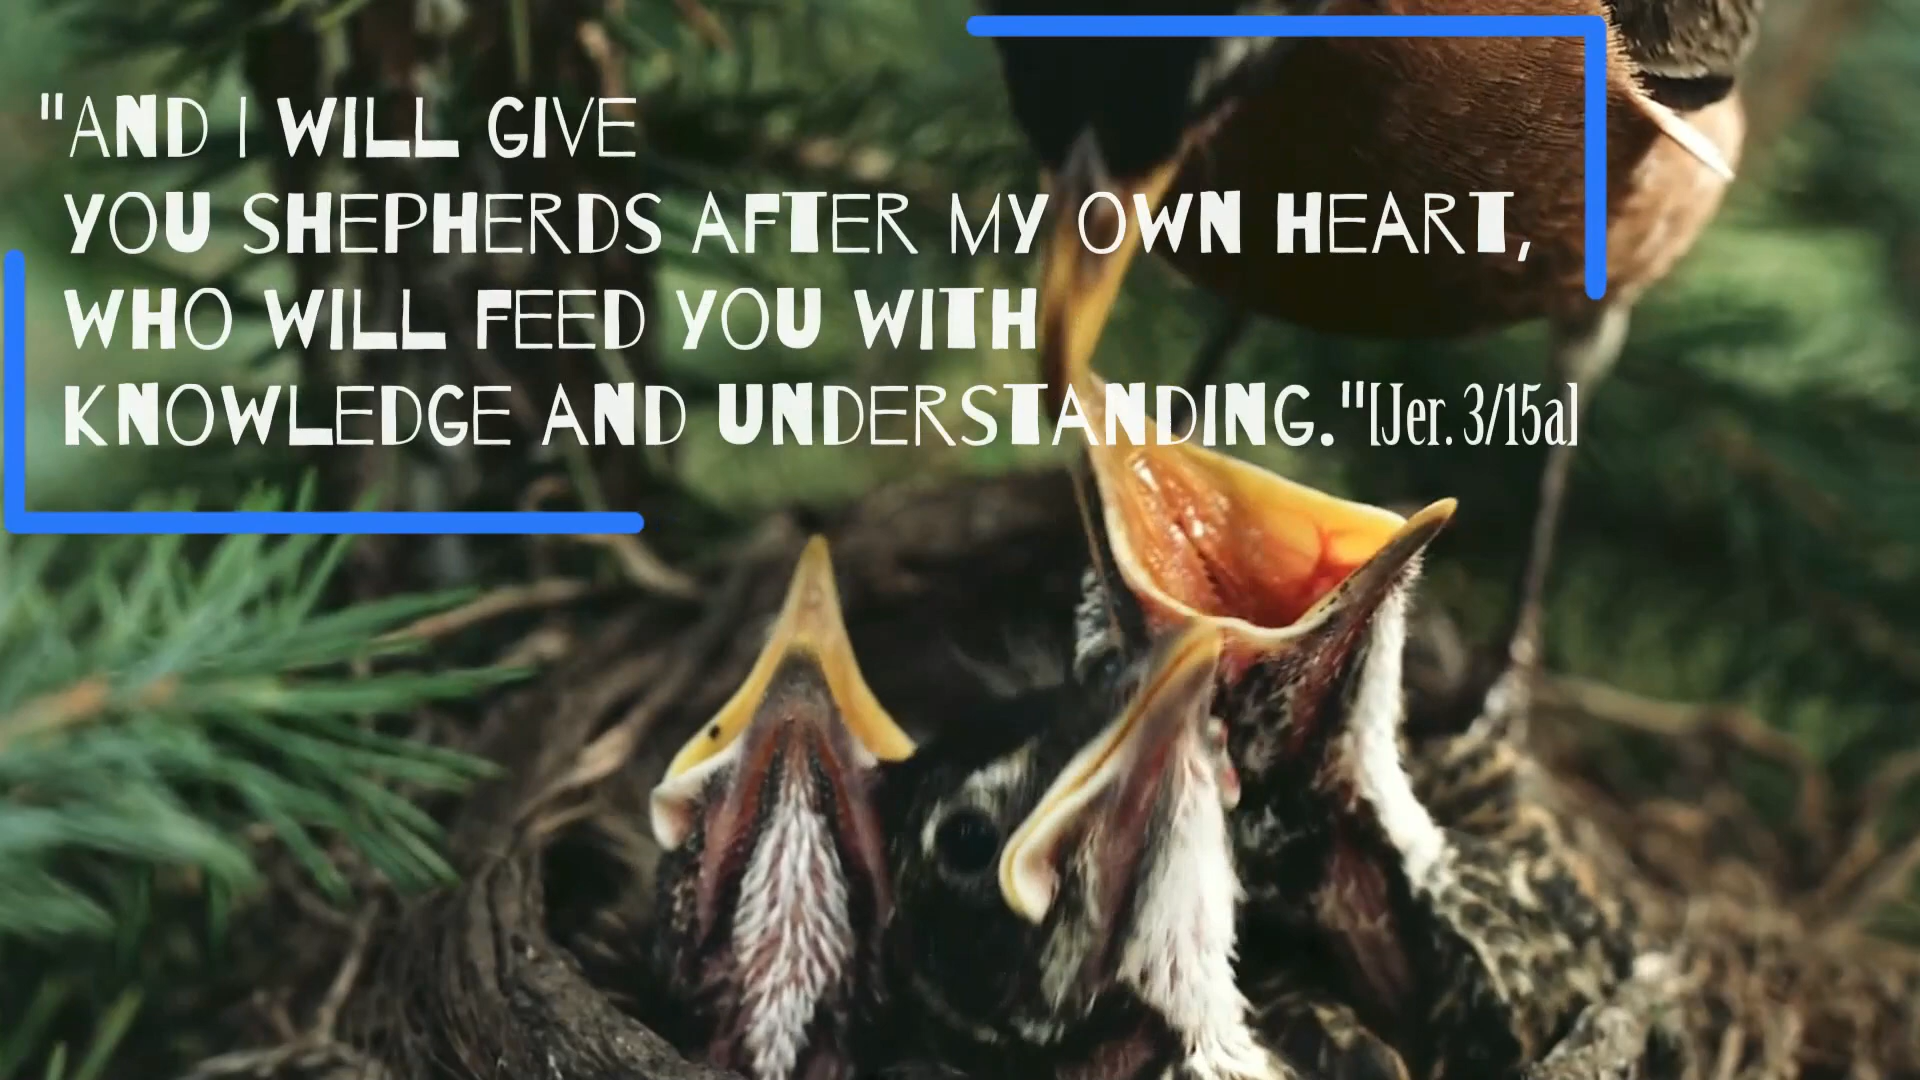 "AND I WILL GIVE
YOU SHEPHERDS AFTER MY OWN HEART,
WHO WILL FEED YOU WITH
KNOWLEDGE AND UNDERSTANDING."[Jer. 3/15a]